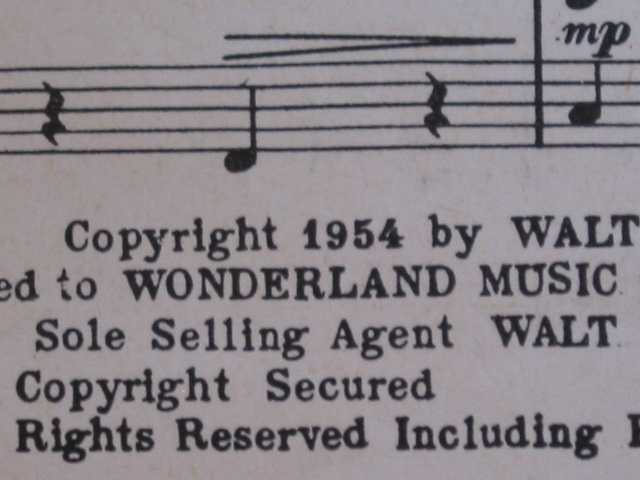 mp
Copyright 1954 by WALT
ed to WONDERLAND MUSIC
Sole Selling Agent WALT
Copyright Secured
Rights Reserved Including